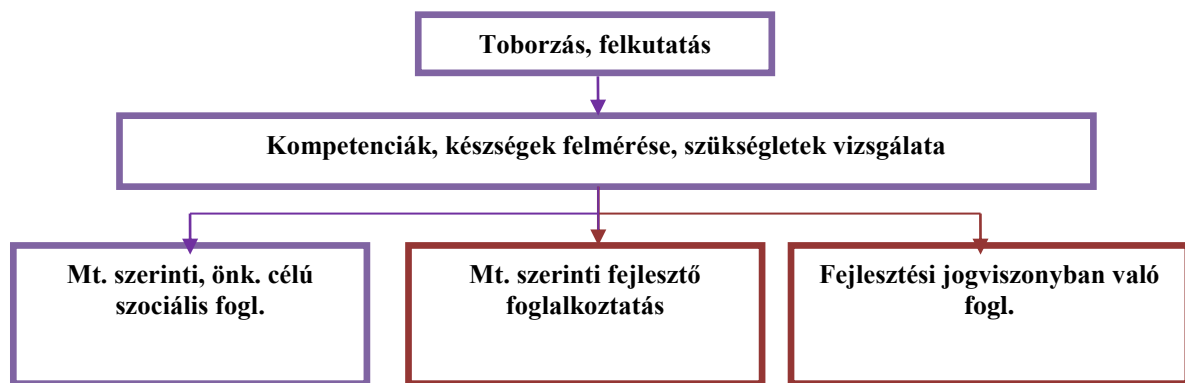 Toborzás, felkutatás
Kompetenciák, készségek felmérése, szükségletek vizsgálata
Mt. szerinti, önk. célú
szociális fogl.
Mt. szerinti fejlesztő
foglalkoztatás
Fejlesztési jogviszonyban való
fogl.